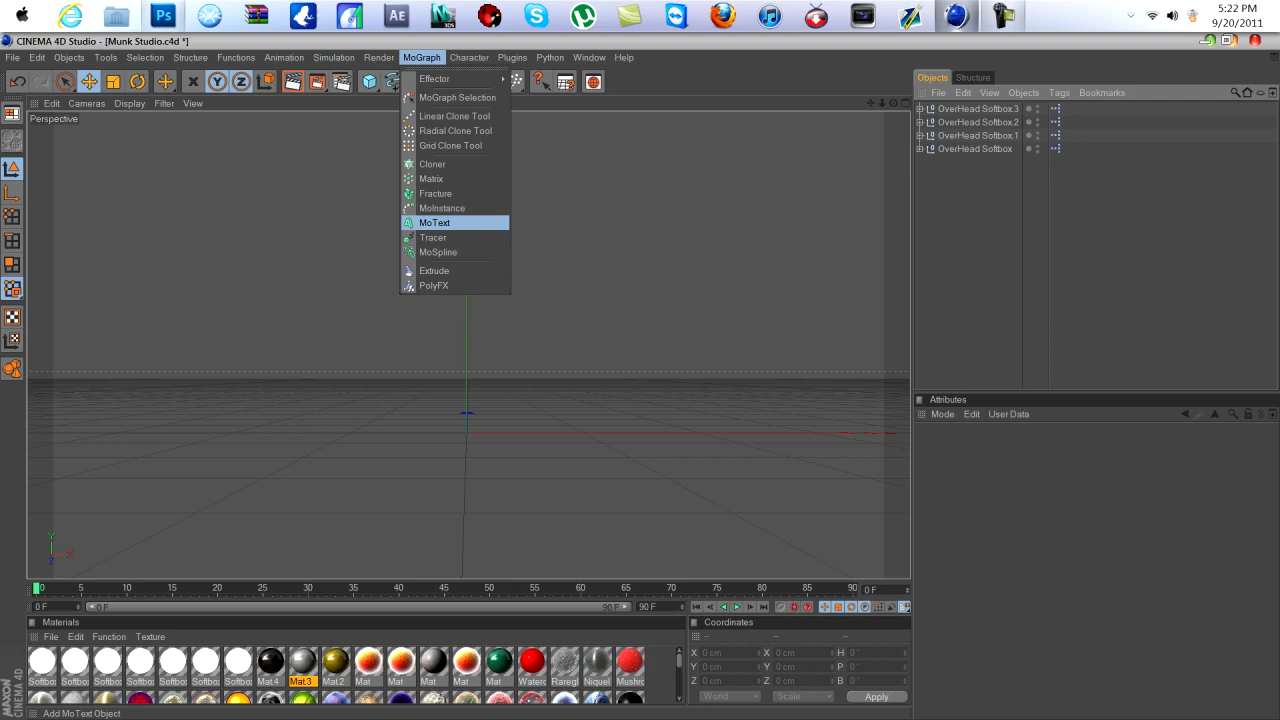 5:22 PM
9/20/2011
CINEMA 4D Studio - [Munk Studio.c4d *]
File Edit Objects Tools Selection Structure Functions Animation Simulation Render MoGraph Character Plugins Python Window Help
Effector
MoGraph Selection
Linear Clone Tool
Radial Clone Tool
Grid Clone Tool
Cloner
Matrix
Fracture
MoInstance
MoText
Tracer
MoSpline
Extrude
PolyFX
Edit Cameras Display Filter View
Perspective
Objects Structure
File Edit View Objects Tags Bookmarks
OverHead Softbox.3
OverHead Softbox.2
OverHead Softbox.1
OverHead Softbox
Attributes
Mode Edit User Data
Y
X
Z
0 5 10 15 20 25 30 35 40 45 50 55 60 65 70 75 80 85 90 0 F
0 F 0 F 90 F 90 F
Materials
File Edit Function Texture
Softbox Softbox Softbox Softbox Softbox Softbox Softbox Mat.4 Mat.3 Mat.2 Mat Mat Mat Mat Mat Waterc Flaregl Niquel Mushro
Coordinates
-- -- --
X 0 cm X 0 cm H 0 °
Y 0 cm Y 0 cm P 0 °
Z 0 cm Z 0 cm B 0 °
World Scale Apply
MAXON
CINEMA 4D
Add MoText Object